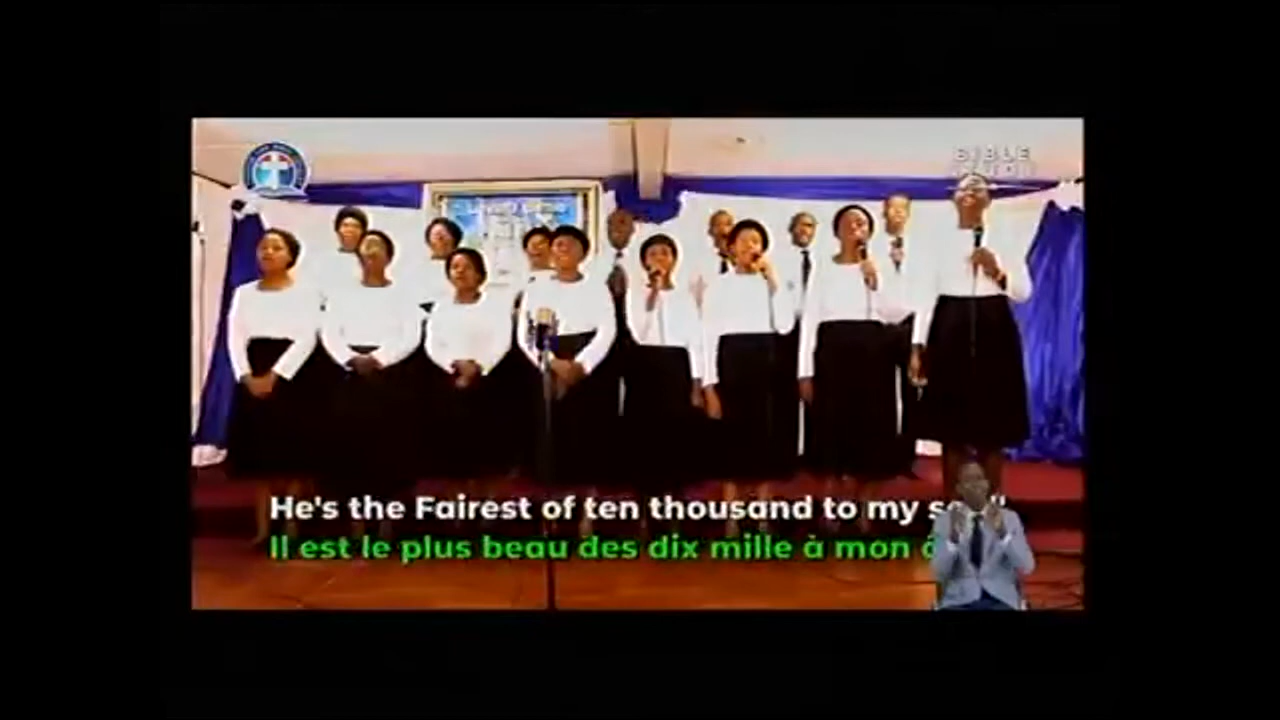 BIBLE
He's the Fairest of ten thousand to my
Il est le plus beau des dix mille à mon